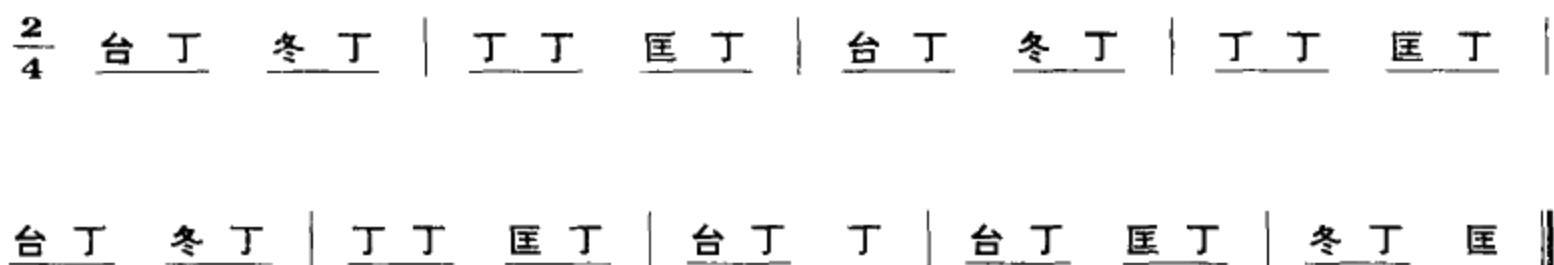 2/4 台丁 冬丁 | 丁丁 匡丁 | 台丁 冬丁 | 丁丁 匡丁 |
台丁 冬丁 | 丁丁 匡丁 | 台丁 丁 | 台丁 匡丁 | 冬丁 匡 ‖